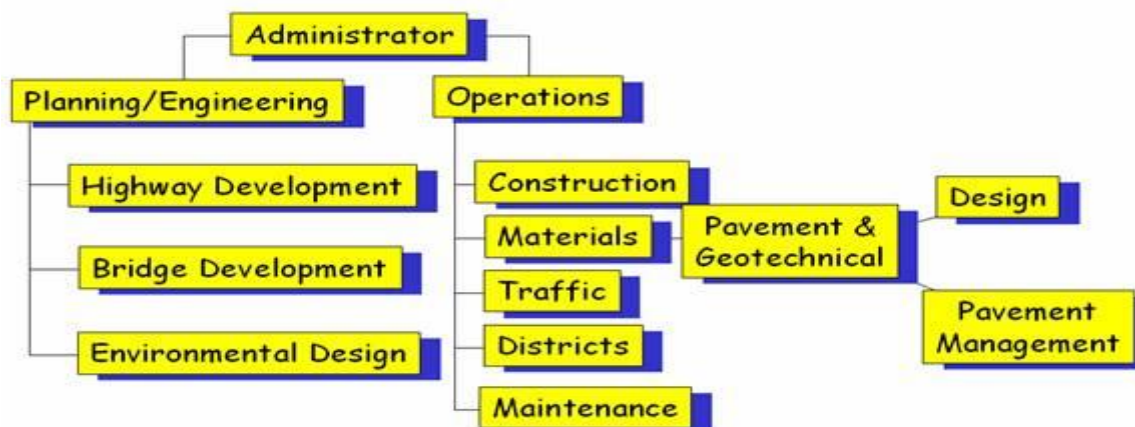 Administrator
Planning/Engineering
Operations
Highway Development
Bridge Development
Environmental Design
Construction
Materials
Traffic
Districts
Maintenance
Pavement &
Geotechnical
Design
Pavement
Management